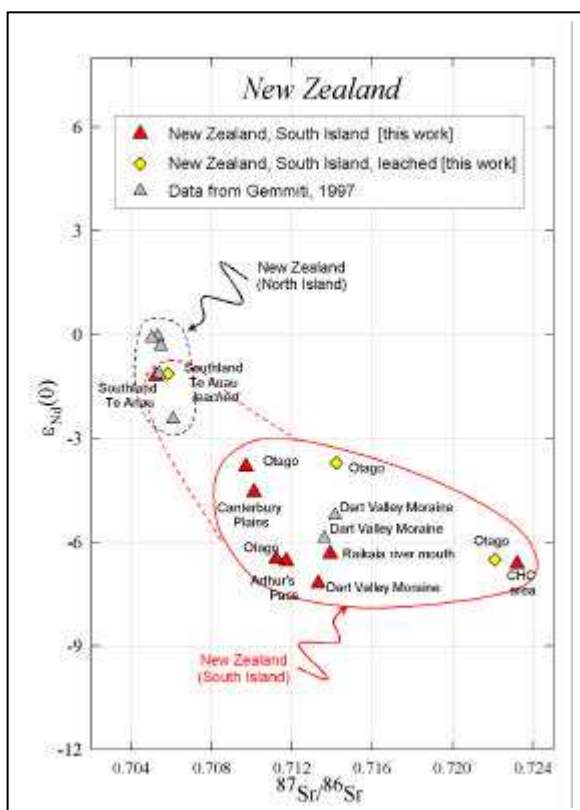 New Zealand
New Zealand, South Island [this work]
New Zealand, South Island, leached [this work]
Data from Gemmiti, 1997
6
3
0
-3
-6
-9
-12
εNd(0)
New Zealand
(North Island)
Southland
Te Anau
Southland
Te Anau
leached
Otago
Otago
Canterbury
Plains
Dart Valley Moraine
Dart Valley Moraine
Otago
Raikaia river mouth
Otago
Arthur's
Pass
Dart Valley Moraine
CHC
area
New Zealand
(South Island)
0.704
0.708
0.712
0.716
0.720
0.724
87Sr/86Sr